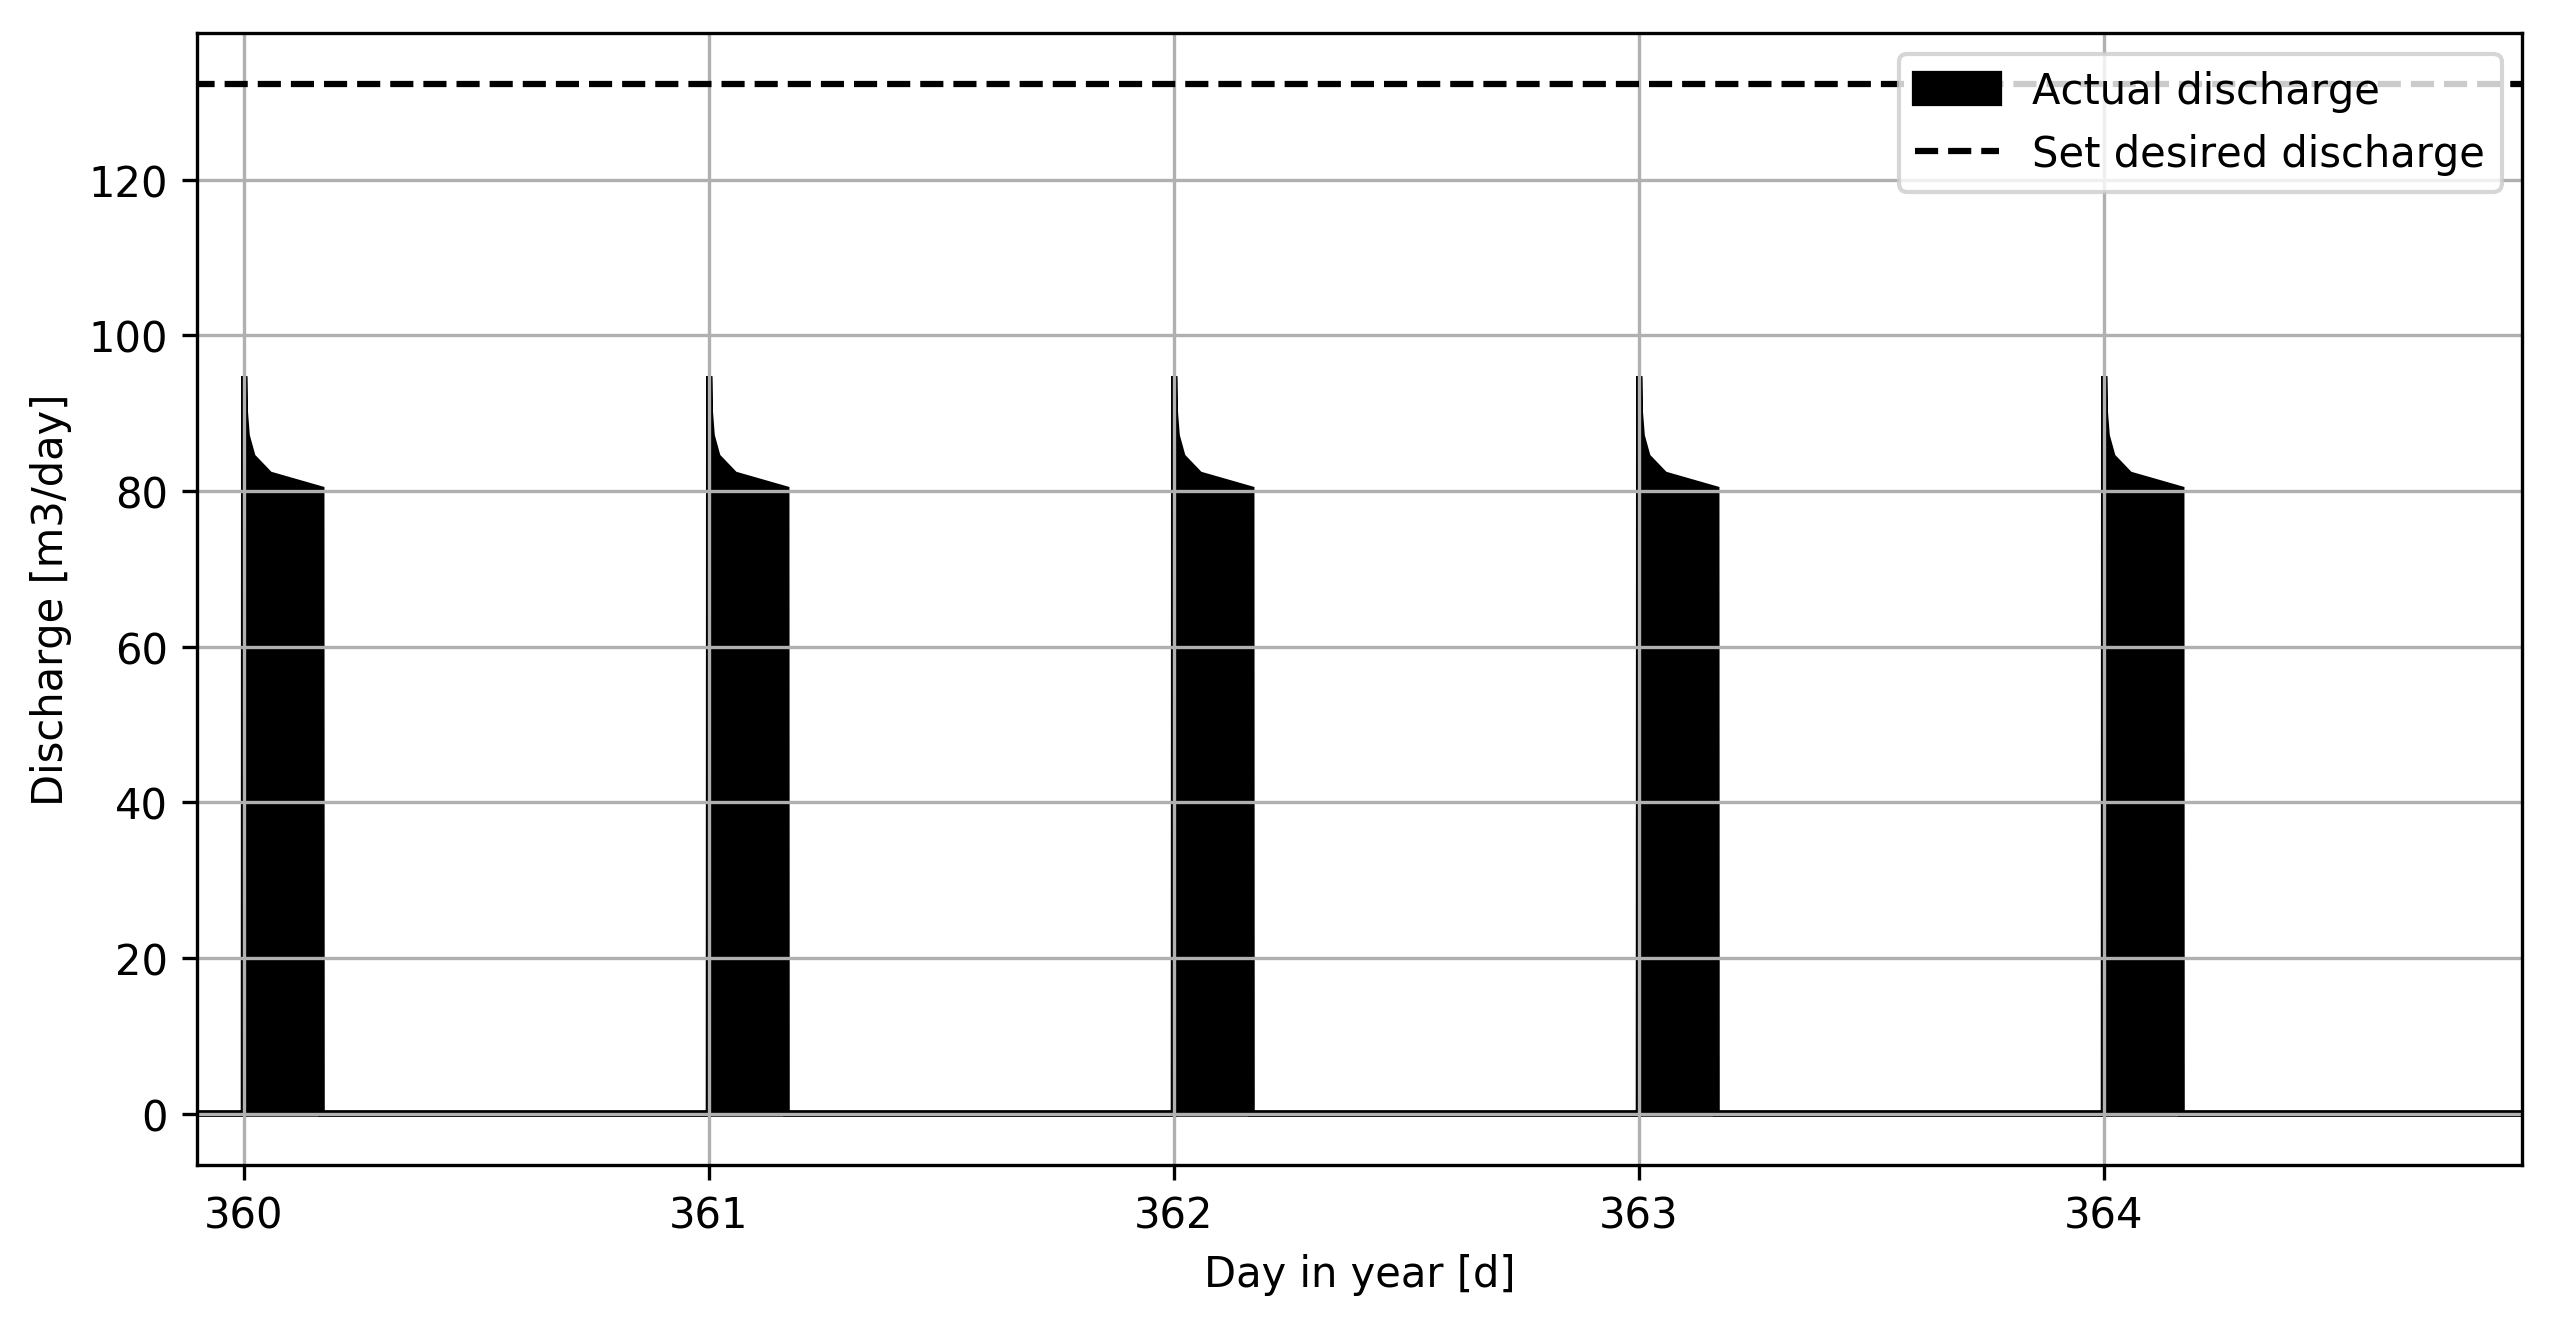 Actual discharge
Set desired discharge
Discharge [m3/day]
120
100
80
60
40
20
0
360 361 362 363 364
Day in year [d]